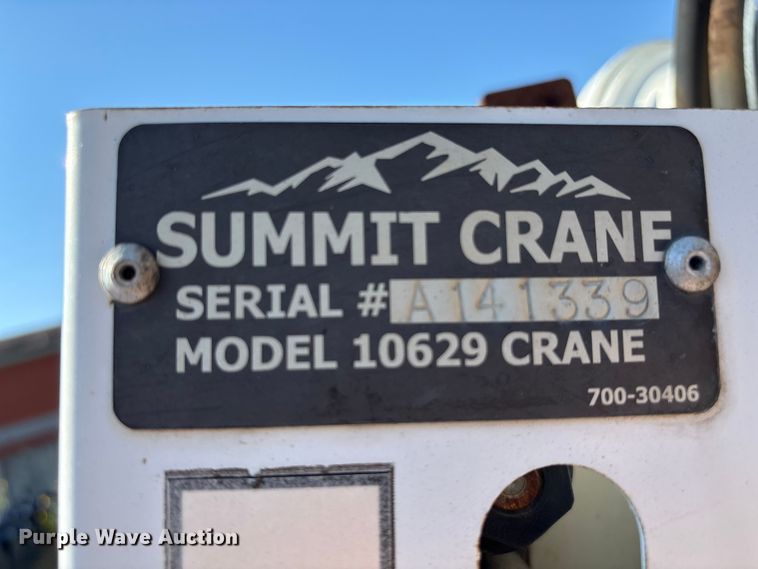 SUMMIT CRANE
SERIAL # A141339
MODEL 10629 CRANE
700-30406
Purple Wave Auction